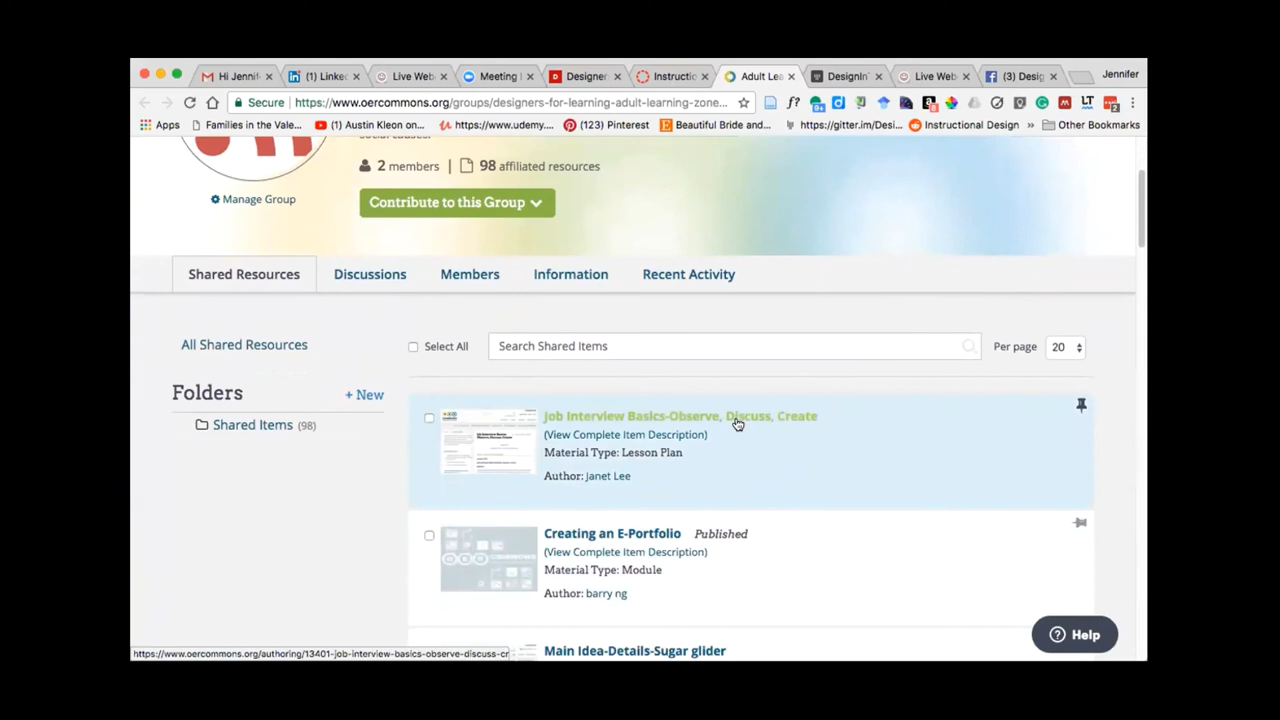 Hi Jennif
(1) Linke
Live Web
Meeting I
Designer
Instructio
Adult Lea
DesignIn
Live Web
(3) Desig
Jennifer
Secure https://www.oercommons.org/groups/designers-for-learning-adult-learning-zone...
Apps Families in the Vale... (1) Austin Kleon on... https://www.udemy.... (123) Pinterest Beautiful Bride and... https://gitter.im/Desi... Instructional Design » Other Bookmarks
social causes.
2 members | 98 affiliated resources
Manage Group
Contribute to this Group
Shared Resources Discussions Members Information Recent Activity
All Shared Resources
Select All Search Shared Items Per page 20
Folders + New
Shared Items (98)
Job Interview Basics-Observe, Discuss, Create
(View Complete Item Description)
Material Type: Lesson Plan
Author: Janet Lee
Creating an E-Portfolio Published
(View Complete Item Description)
Material Type: Module
Author: barry ng
Help
Main Idea-Details-Sugar glider
https://www.oercommons.org/authoring/13401-job-interview-basics-observe-discuss-cr